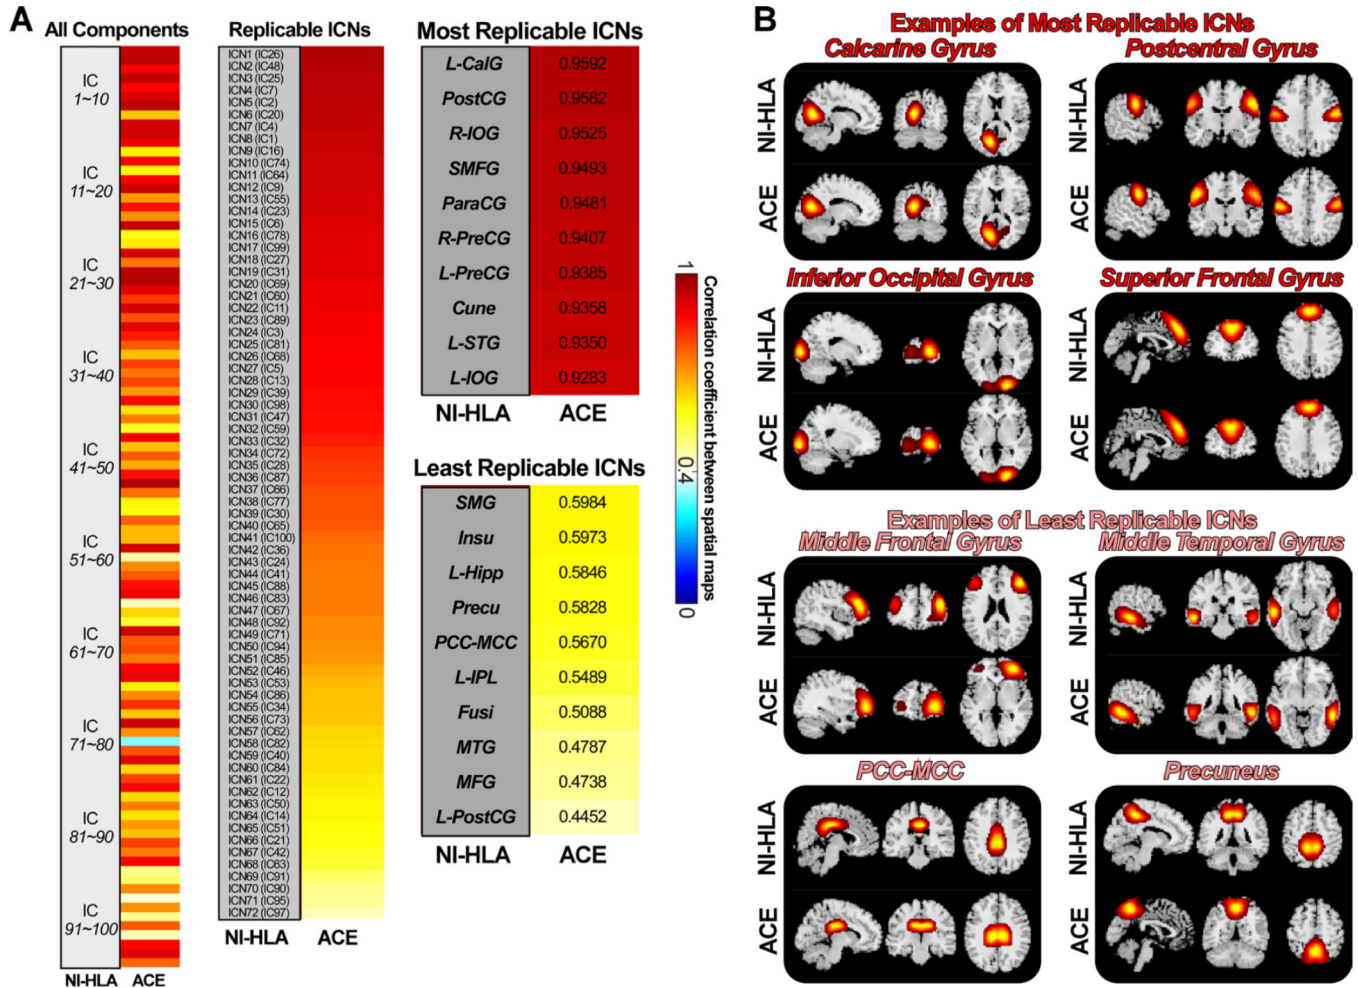 A
All Components
IC
1~10
IC
11~20
IC
21~30
IC
31~40
IC
41~50
IC
51~60
IC
61~70
IC
71~80
IC
81~90
IC
91~100
NI-HLA ACE
Replicable ICNs
ICN1 (IC26)
ICN2 (IC48)
ICN3 (IC25)
ICN4 (IC7)
ICN5 (IC2)
ICN6 (IC20)
ICN7 (IC4)
ICN8 (IC1)
ICN9 (IC16)
ICN10 (IC74)
ICN11 (IC64)
ICN12 (IC9)
ICN13 (IC55)
ICN14 (IC23)
ICN15 (IC6)
ICN16 (IC78)
ICN17 (IC99)
ICN18 (IC27)
ICN19 (IC31)
ICN20 (IC69)
ICN21 (IC60)
ICN22 (IC11)
ICN23 (IC89)
ICN24 (IC3)
ICN25 (IC81)
ICN26 (IC68)
ICN27 (IC5)
ICN28 (IC13)
ICN29 (IC39)
ICN30 (IC98)
ICN31 (IC47)
ICN32 (IC59)
ICN33 (IC32)
ICN34 (IC72)
ICN35 (IC28)
ICN36 (IC87)
ICN37 (IC66)
ICN38 (IC77)
ICN39 (IC30)
ICN40 (IC65)
ICN41 (IC100)
ICN42 (IC36)
ICN43 (IC24)
ICN44 (IC41)
ICN45 (IC88)
ICN46 (IC83)
ICN47 (IC67)
ICN48 (IC92)
ICN49 (IC71)
ICN50 (IC94)
ICN51 (IC85)
ICN52 (IC46)
ICN53 (IC53)
ICN54 (IC86)
ICN55 (IC34)
ICN56 (IC73)
ICN57 (IC62)
ICN58 (IC82)
ICN59 (IC40)
ICN60 (IC84)
ICN61 (IC22)
ICN62 (IC12)
ICN63 (IC50)
ICN64 (IC14)
ICN65 (IC51)
ICN66 (IC21)
ICN67 (IC42)
ICN68 (IC63)
ICN69 (IC91)
ICN70 (IC90)
ICN71 (IC95)
ICN72 (IC97)
NI-HLA ACE
Most Replicable ICNs
L-CalG 0.9592
PostCG 0.9582
R-IOG 0.9525
SMFG 0.9493
ParaCG 0.9481
R-PreCG 0.9407
L-PreCG 0.9385
Cune 0.9358
L-STG 0.9350
L-IOG 0.9283
NI-HLA ACE
Least Replicable ICNs
SMG 0.5984
Insu 0.5973
L-Hipp 0.5846
Precu 0.5828
PCC-MCC 0.5670
L-IPL 0.5489
Fusi 0.5088
MTG 0.4787
MFG 0.4738
L-PostCG 0.4452
NI-HLA ACE
1
0.4
0
Correlation coefficient between spatial maps
B
Examples of Most Replicable ICNs
Calcarine Gyrus
NI-HLA
ACE
Postcentral Gyrus
NI-HLA
ACE
Inferior Occipital Gyrus
NI-HLA
ACE
Superior Frontal Gyrus
NI-HLA
ACE
Examples of Least Replicable ICNs
Middle Frontal Gyrus
NI-HLA
ACE
Middle Temporal Gyrus
NI-HLA
ACE
PCC-MCC
NI-HLA
ACE
Precuneus
NI-HLA
ACE